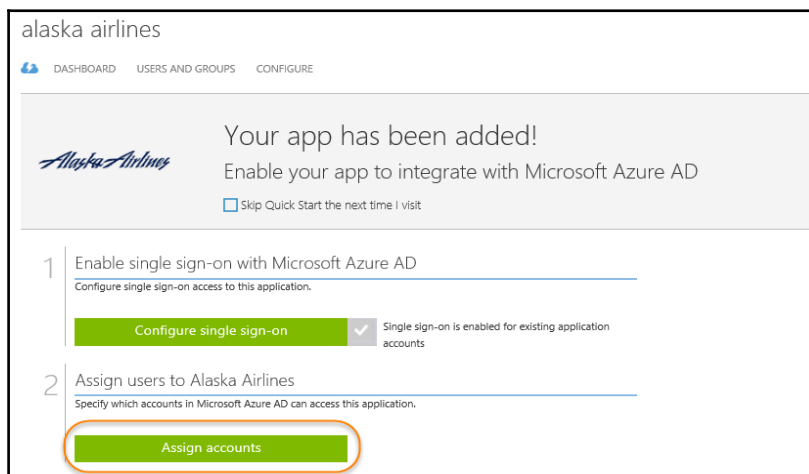 alaska airlines
DASHBOARD USERS AND GROUPS CONFIGURE
Your app has been added!
Alaska Airlines
Enable your app to integrate with Microsoft Azure AD
Skip Quick Start the next time I visit
1 Enable single sign-on with Microsoft Azure AD
Configure single sign-on access to this application.
Configure single sign-on Single sign-on is enabled for existing application
accounts
2 Assign users to Alaska Airlines
Specify which accounts in Microsoft Azure AD can access this application.
Assign accounts